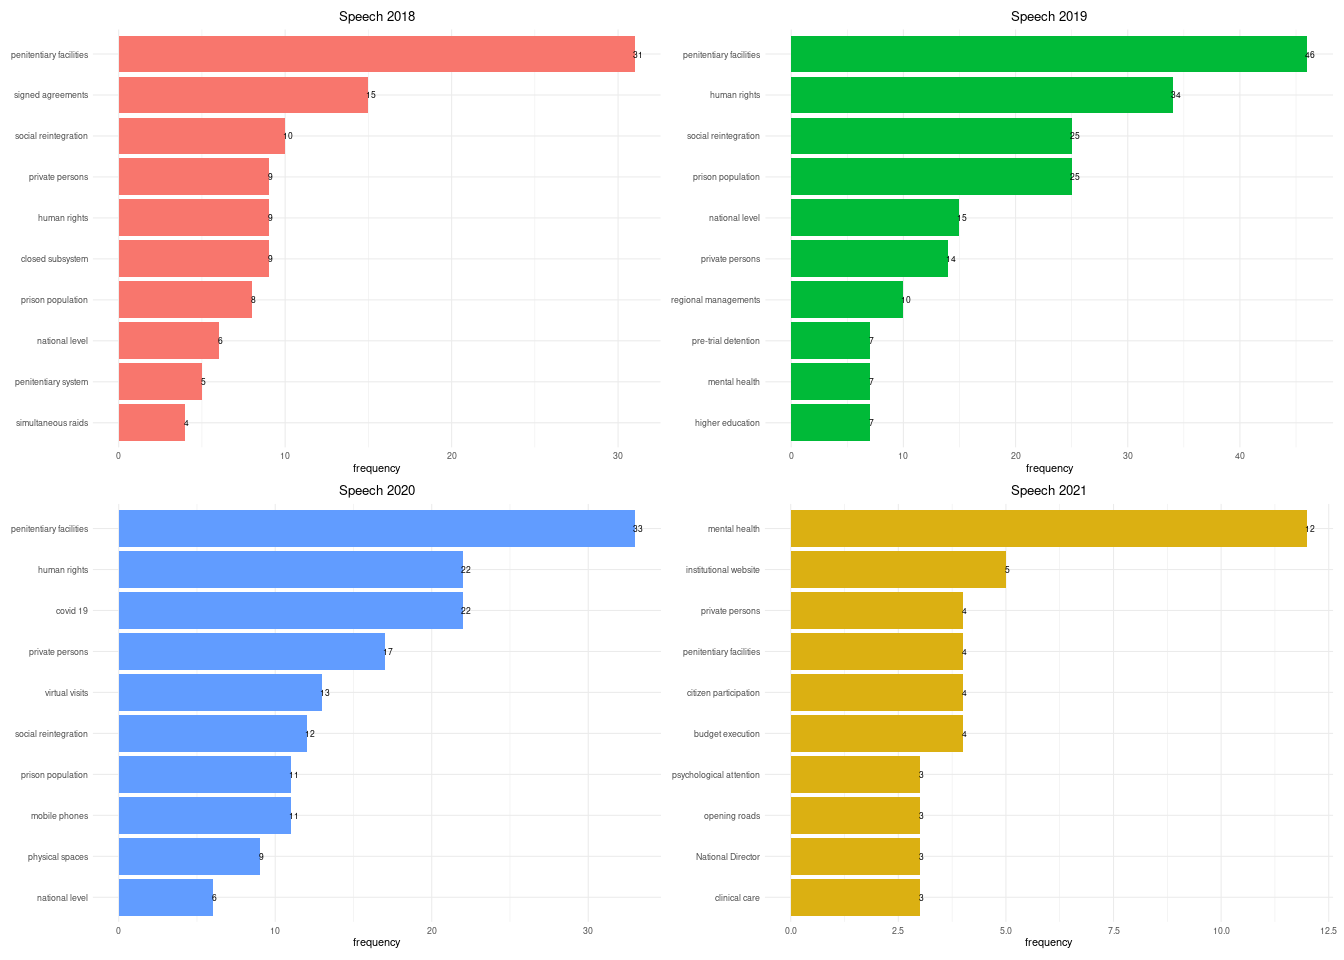 Speech 2018
penitentiary facilities 31
signed agreements 15
social reintegration 10
private persons 9
human rights 9
closed subsystem 9
prison population 8
national level 6
penitentiary system 5
simultaneous raids 4
0 10 20 30
frequency
Speech 2019
penitentiary facilities 46
human rights 34
social reintegration 25
prison population 25
national level 15
private persons 14
regional managements 10
pre-trial detention 7
mental health 7
higher education 7
0 10 20 30 40
frequency
Speech 2020
penitentiary facilities 33
human rights 22
covid 19 22
private persons 17
virtual visits 13
social reintegration 12
prison population 11
mobile phones 11
physical spaces 9
national level 6
0 10 20 30
frequency
Speech 2021
mental health 12
institutional website 5
private persons 4
penitentiary facilities 4
citizen participation 4
budget execution 4
psychological attention 3
opening roads 3
National Director 3
clinical care 3
0.0 2.5 5.0 7.5 10.0 12.5
frequency